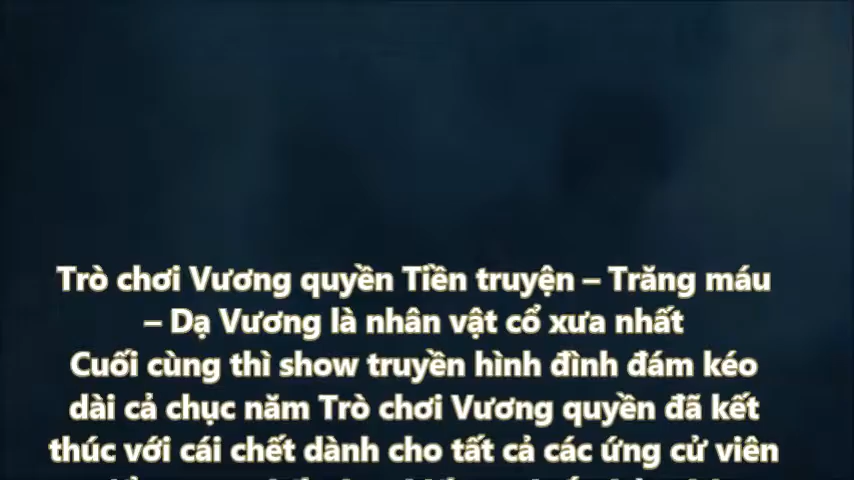 Trò chơi Vương quyền Tiền truyện – Trăng máu
– Dạ Vương là nhân vật cổ xưa nhất
Cuối cùng thì show truyền hình đình đám kéo
dài cả chục năm Trò chơi Vương quyền đã kết
thúc với cái chết dành cho tất cả các ứng cử viên